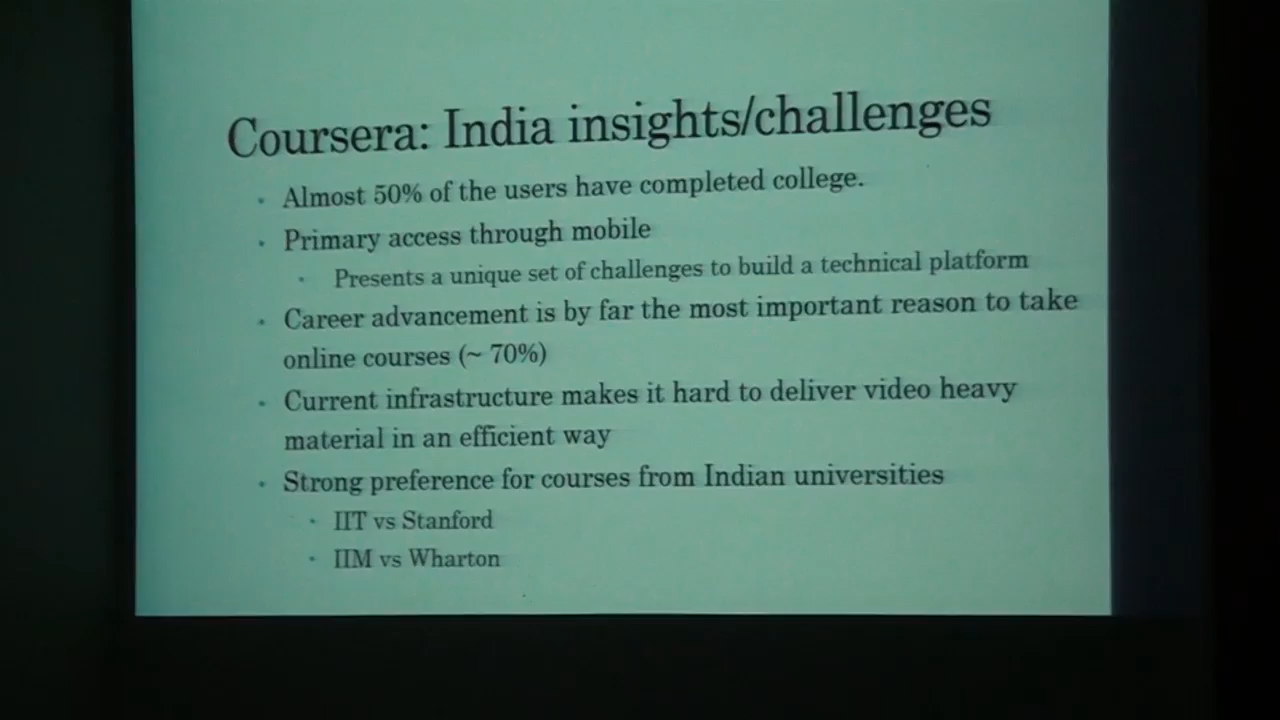 Coursera: India insights/challenges
Almost 50% of the users have completed college.
Primary access through mobile
Presents a unique set of challenges to build a technical platform
Career advancement is by far the most important reason to take
online courses (~ 70%)
Current infrastructure makes it hard to deliver video heavy
material in an efficient way
Strong preference for courses from Indian universities
IIT vs Stanford
IIM vs Wharton